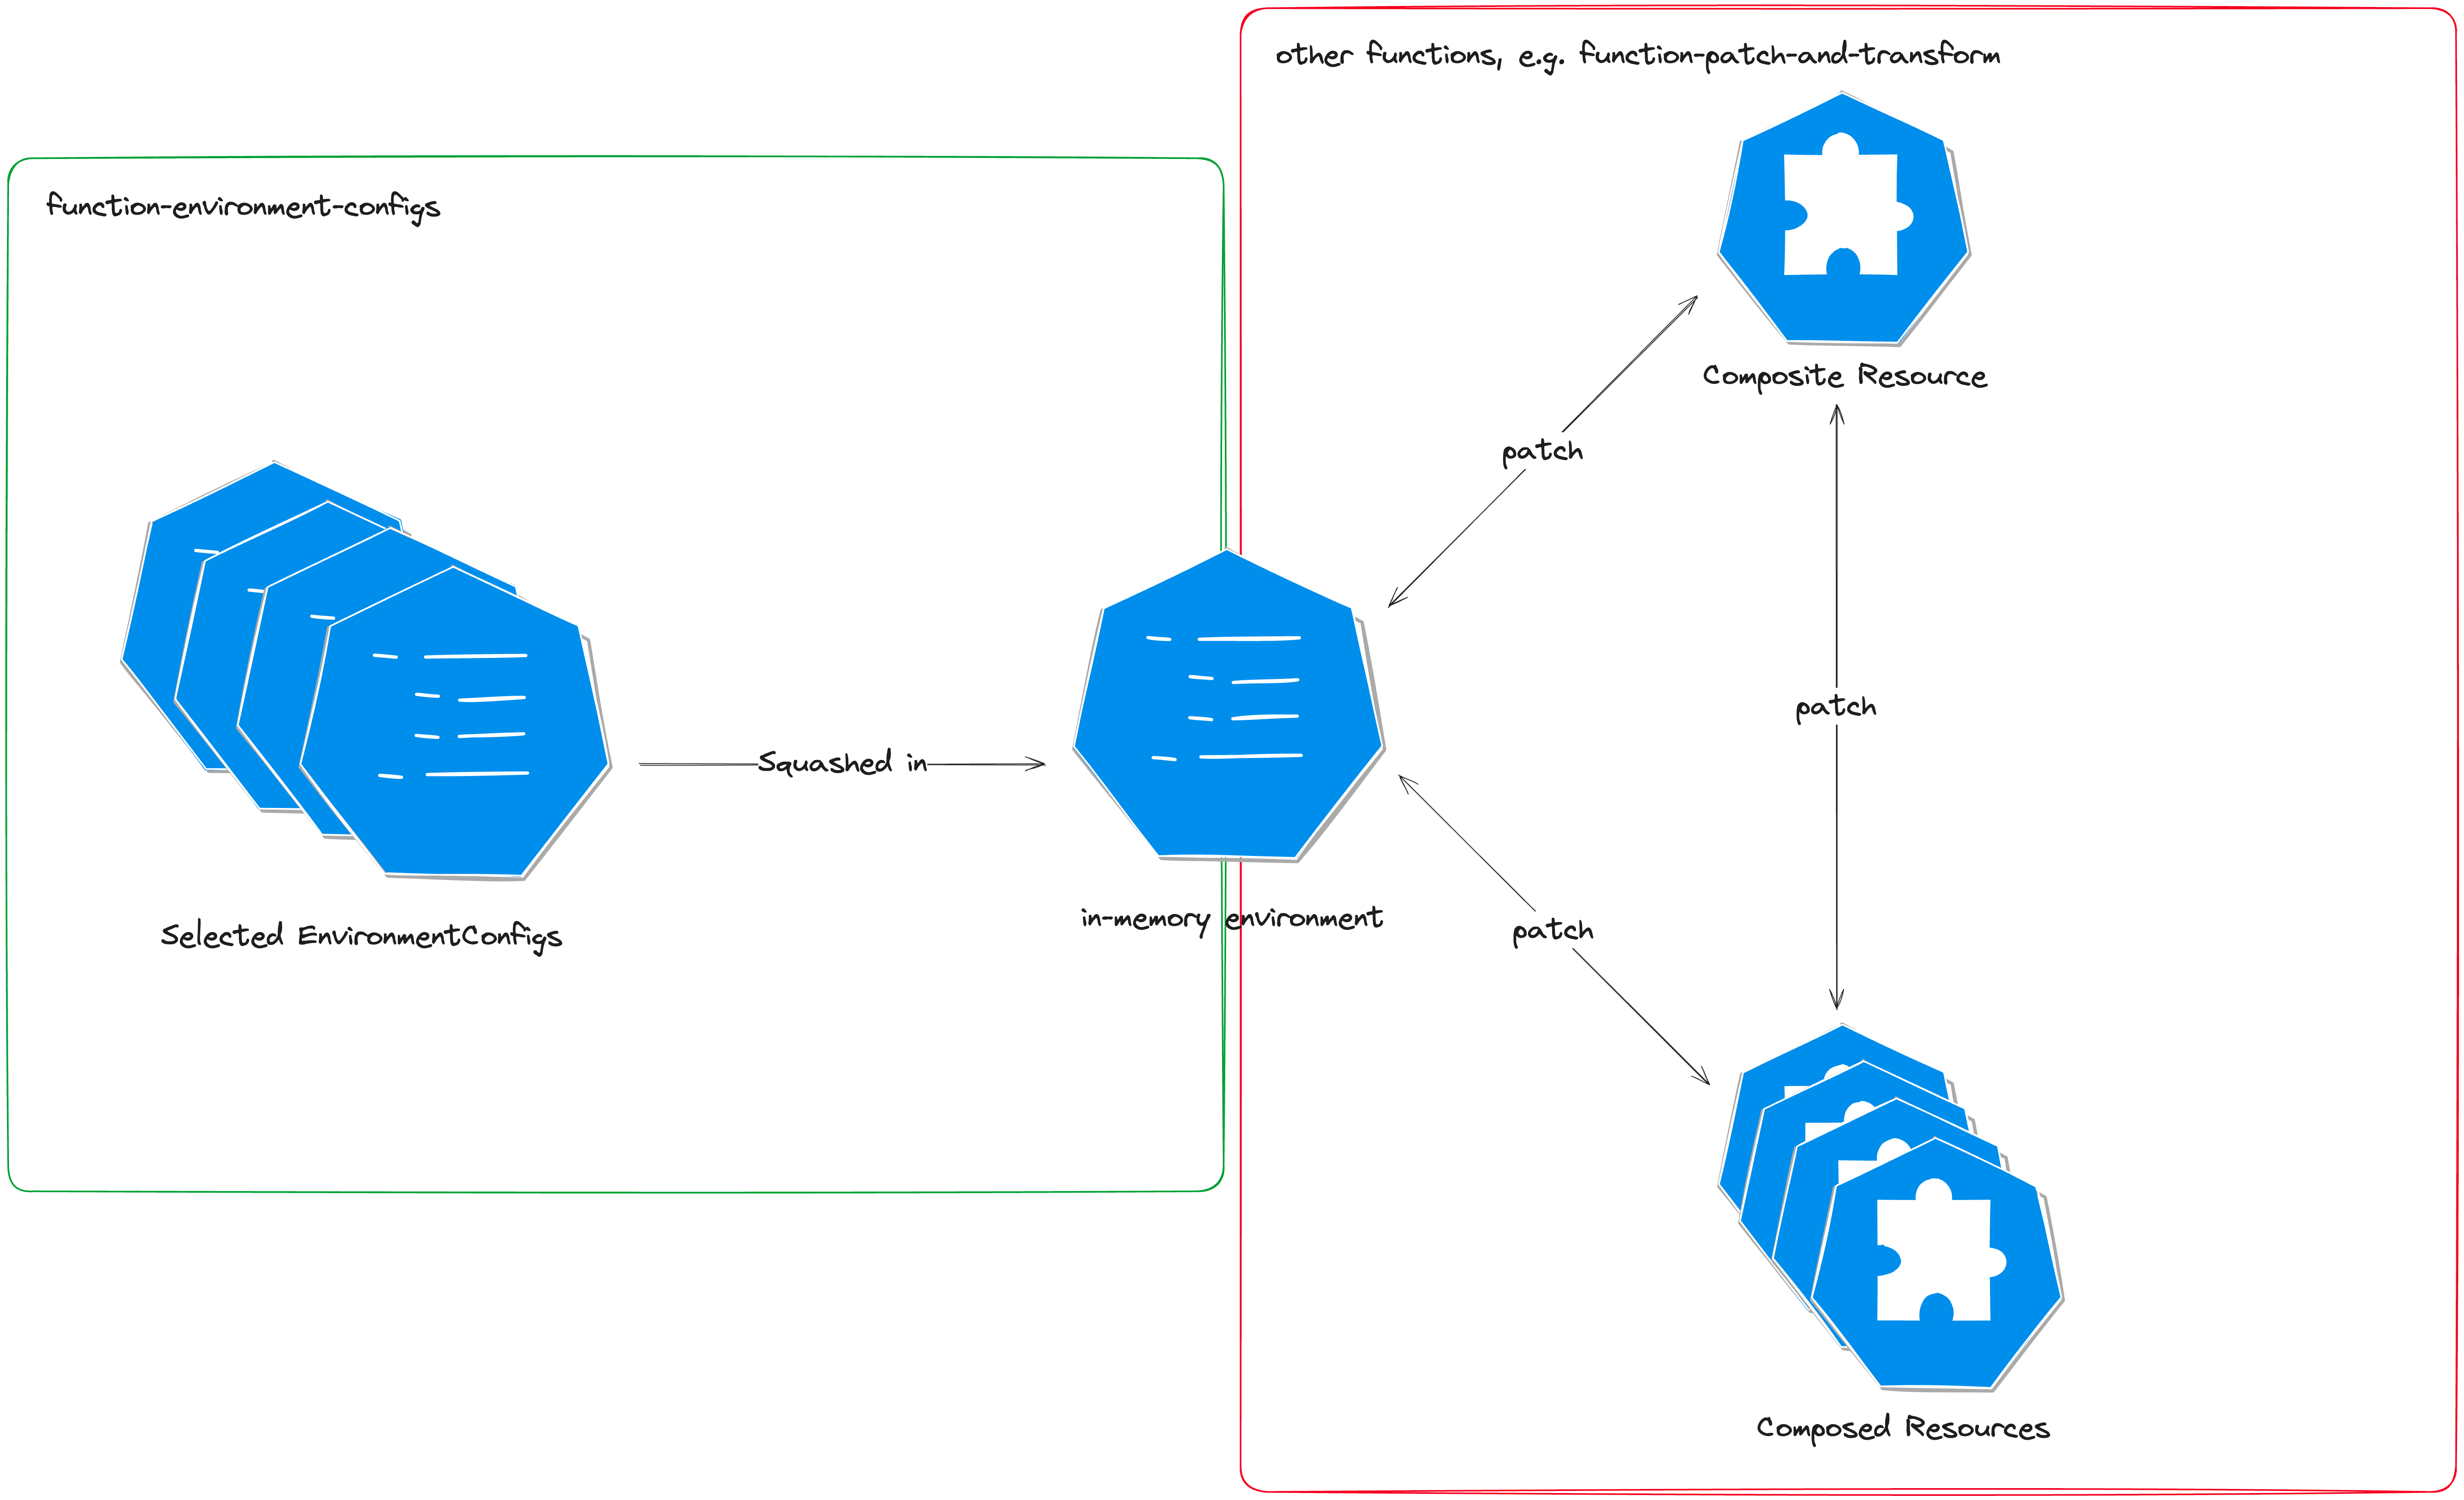 other functions, e.g. function-patch-and-transform
function-environment-configs
Composite Resource
patch
patch
Squashed in
in-memory environment
patch
Selected EnvironmentConfigs
Composed Resources